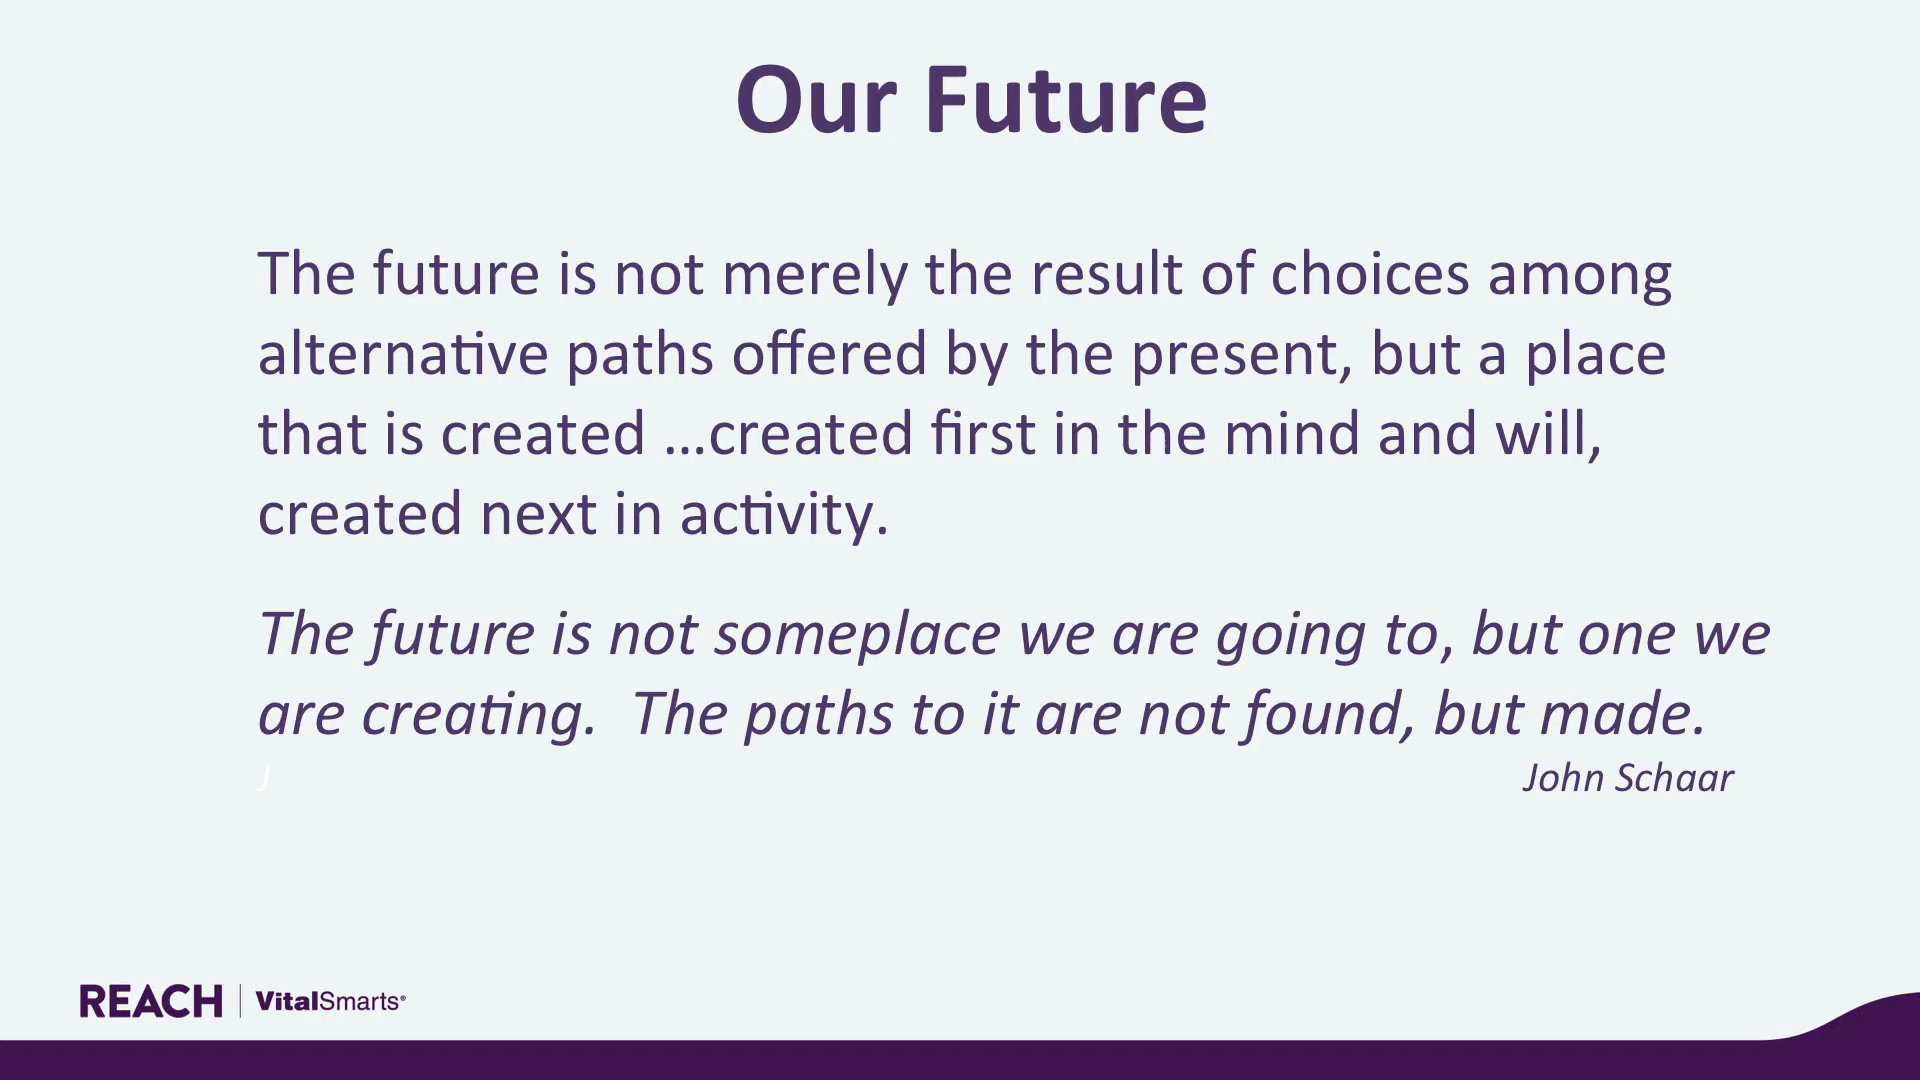 Our Future
The future is not merely the result of choices among
alternative paths offered by the present, but a place
that is created ...created first in the mind and will,
created next in activity.
The future is not someplace we are going to, but one we
are creating.  The paths to it are not found, but made.
J John Schaar
REACH | VitalSmarts®